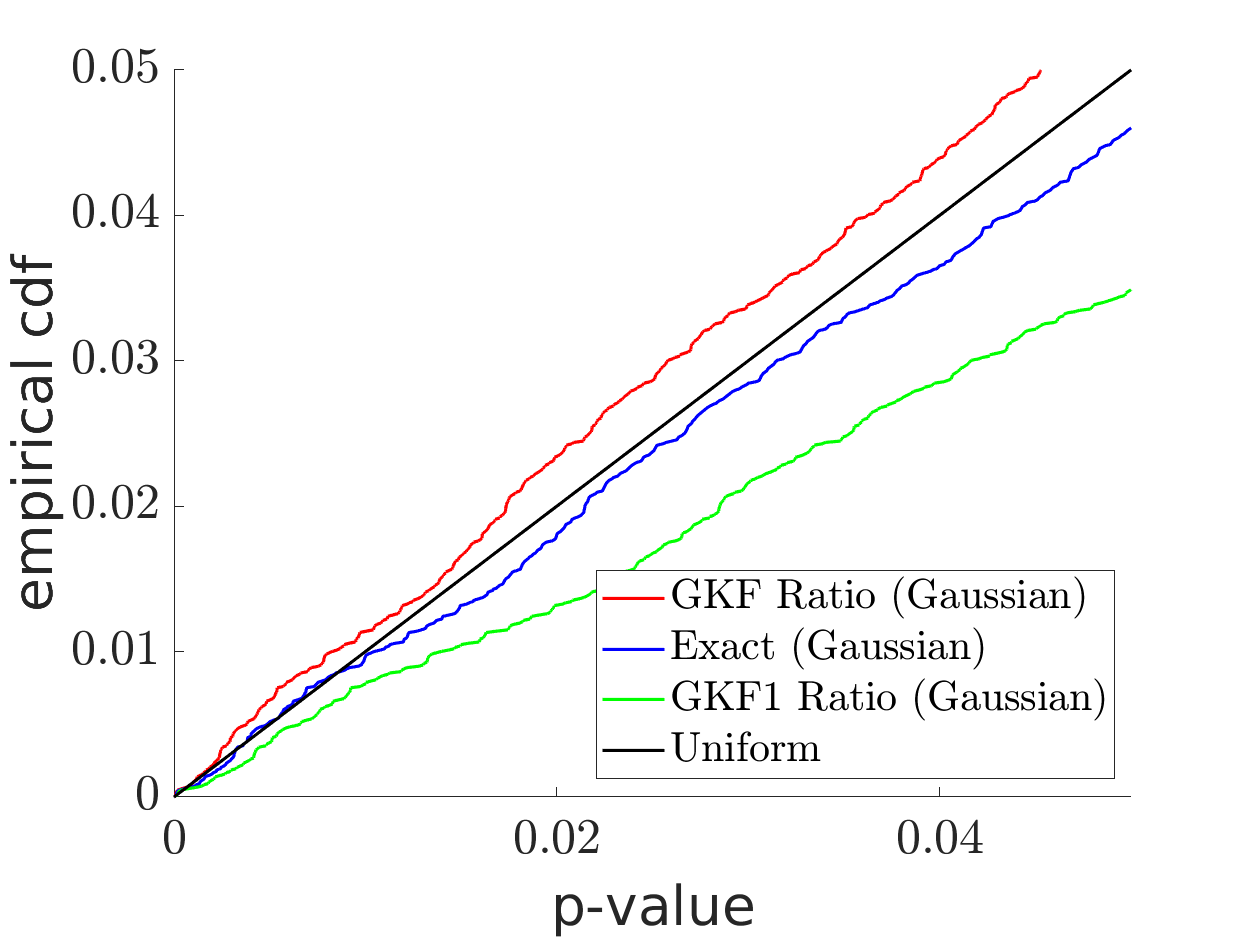 0.05
0.04
0.03
0.02
0.01
0
0
0.02
0.04
empirical cdf
p-value
GKF Ratio (Gaussian)
Exact (Gaussian)
GKF1 Ratio (Gaussian)
Uniform